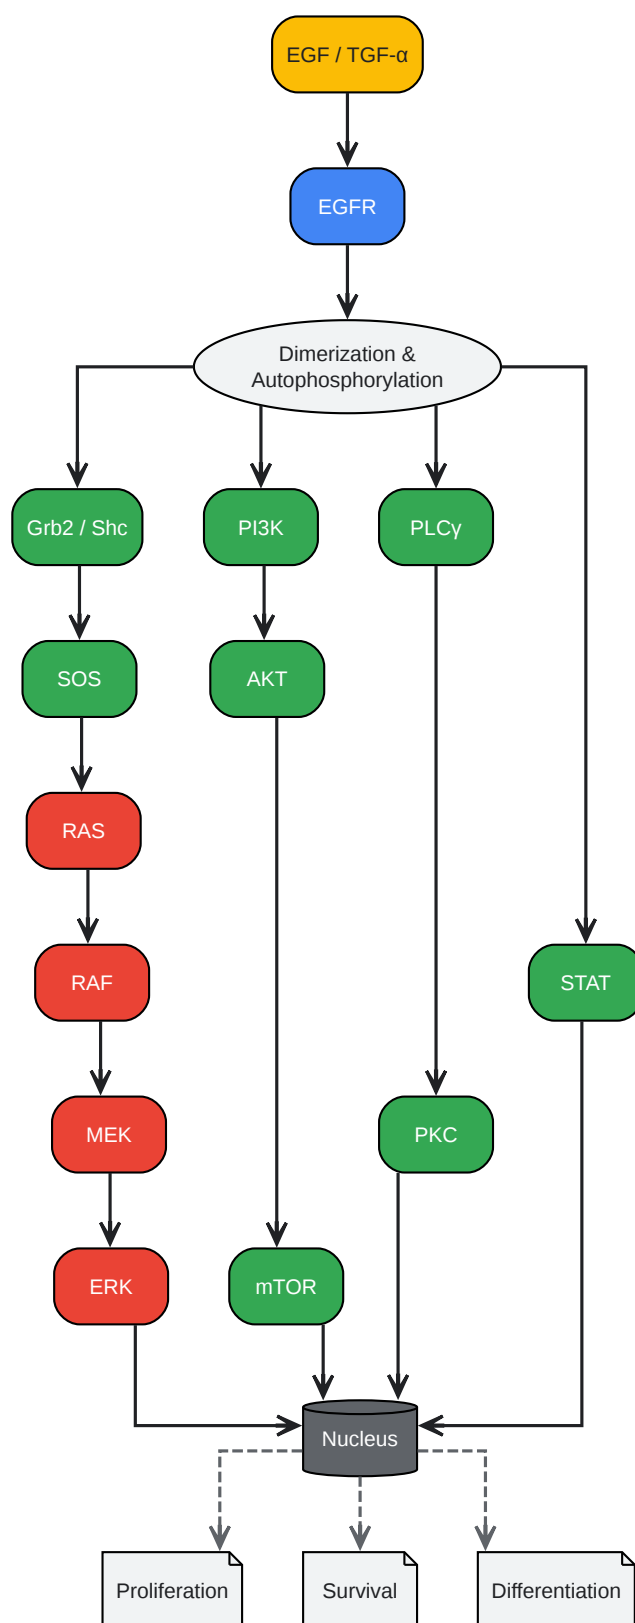 EGF / TGF-α
EGFR
Dimerization &
Autophosphorylation
Grb2 / Shc
PI3K
PLCγ
SOS
AKT
RAS
RAF
STAT
MEK
PKC
ERK
mTOR
Nucleus
Proliferation
Survival
Differentiation